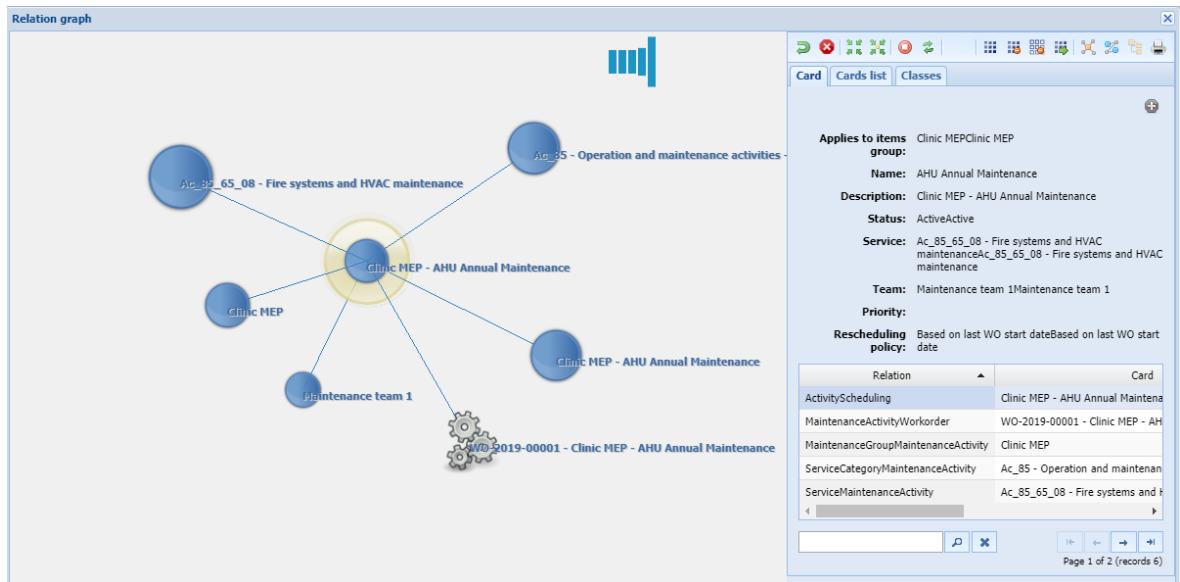 Relation graph
Ac_85 - Operation and maintenance activities -
Ac_85_65_08 - Fire systems and HVAC maintenance
Clinic MEP - AHU Annual Maintenance
Clinic MEP
Clinic MEP - AHU Annual Maintenance
Maintenance team 1
WO-2019-00001 - Clinic MEP - AHU Annual Maintenance
Card Cards list Classes
Applies to items Clinic MEPClinic MEP
group:
Name: AHU Annual Maintenance
Description: Clinic MEP - AHU Annual Maintenance
Status: ActiveActive
Service: Ac_85_65_08 - Fire systems and HVAC
maintenanceAc_85_65_08 - Fire systems and HVAC
maintenance
Team: Maintenance team 1Maintenance team 1
Priority:
Rescheduling Based on last WO start dateBased on last WO start
policy: date
Relation Card
ActivityScheduling Clinic MEP - AHU Annual Maintena
MaintenanceActivityWorkorder WO-2019-00001 - Clinic MEP - AH
MaintenanceGroupMaintenanceActivity Clinic MEP
ServiceCategoryMaintenanceActivity Ac_85 - Operation and maintenan
ServiceMaintenanceActivity Ac_85_65_08 - Fire systems and H
Page 1 of 2 (records 6)